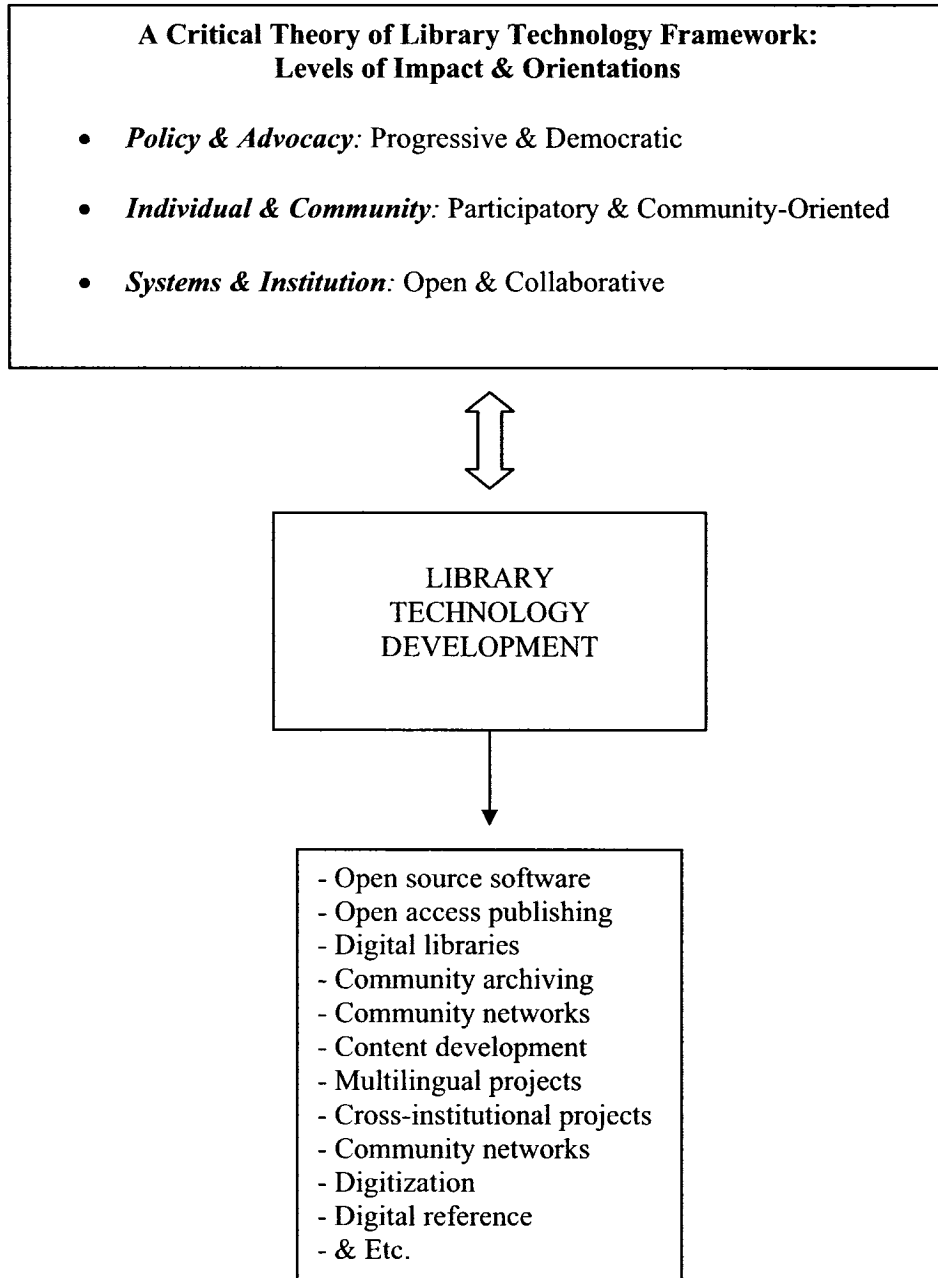 A Critical Theory of Library Technology Framework:
Levels of Impact & Orientations
• Policy & Advocacy: Progressive & Democratic
• Individual & Community: Participatory & Community-Oriented
• Systems & Institution: Open & Collaborative
LIBRARY
TECHNOLOGY
DEVELOPMENT
- Open source software
- Open access publishing
- Digital libraries
- Community archiving
- Community networks
- Content development
- Multilingual projects
- Cross-institutional projects
- Community networks
- Digitization
- Digital reference
- & Etc.